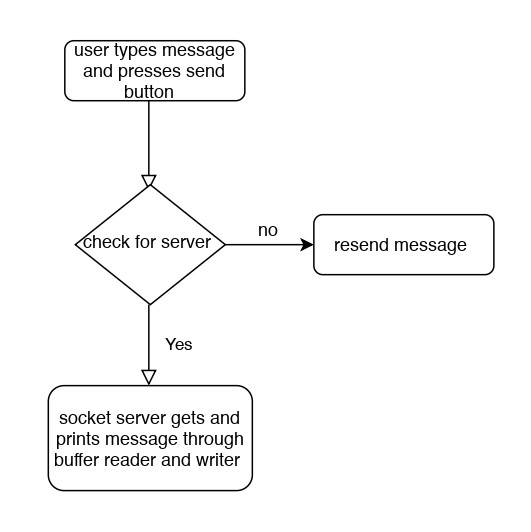 user types message
and presses send
button
check for server
no
resend message
Yes
socket server gets and
prints message through
buffer reader and writer